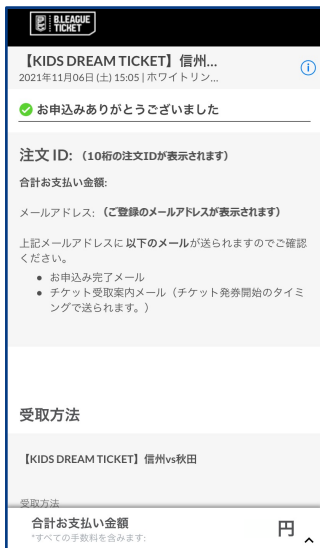 B.LEAGUE
TICKET
【KIDS DREAM TICKET】信州...
2021年11月06日 (土) 15:05 | ホワイトリン...
お申込みありがとうございました
注文 ID: (10桁の注文IDが表示されます)
合計お支払い金額:
メールアドレス: (ご登録のメールアドレスが表示されます)
上記メールアドレスに以下のメールが送られますのでご確認
ください。
● お申込み完了メール
● チケット受取案内メール（チケット発券開始のタイミ
ングで送られます。）
受取方法
【KIDS DREAM TICKET】信州vs秋田
受取方法
合計お支払い金額
円
*すべての手数料を含みます: